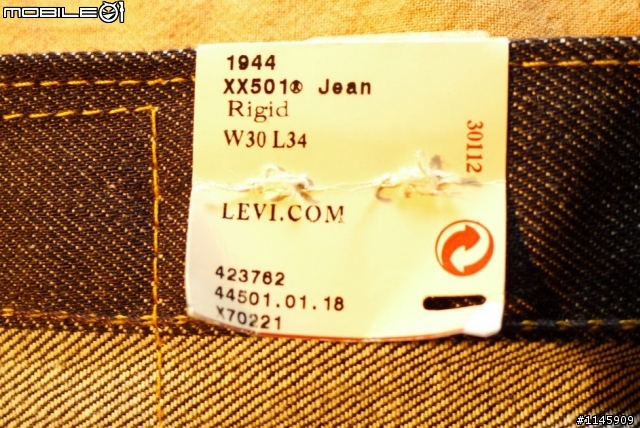 MOBILE01
1944
XX501® Jean
Rigid
W30 L34
30112
LEVI.COM
423762
44501.01.18
X70221
#1145909